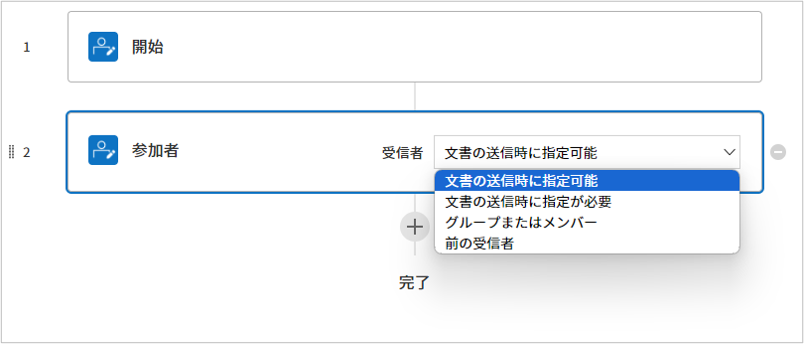 1
開始
2
参加者
受信者
文書の送信時に指定可能
文書の送信時に指定可能
文書の送信時に指定が必要
グループまたはメンバー
前の受信者
完了